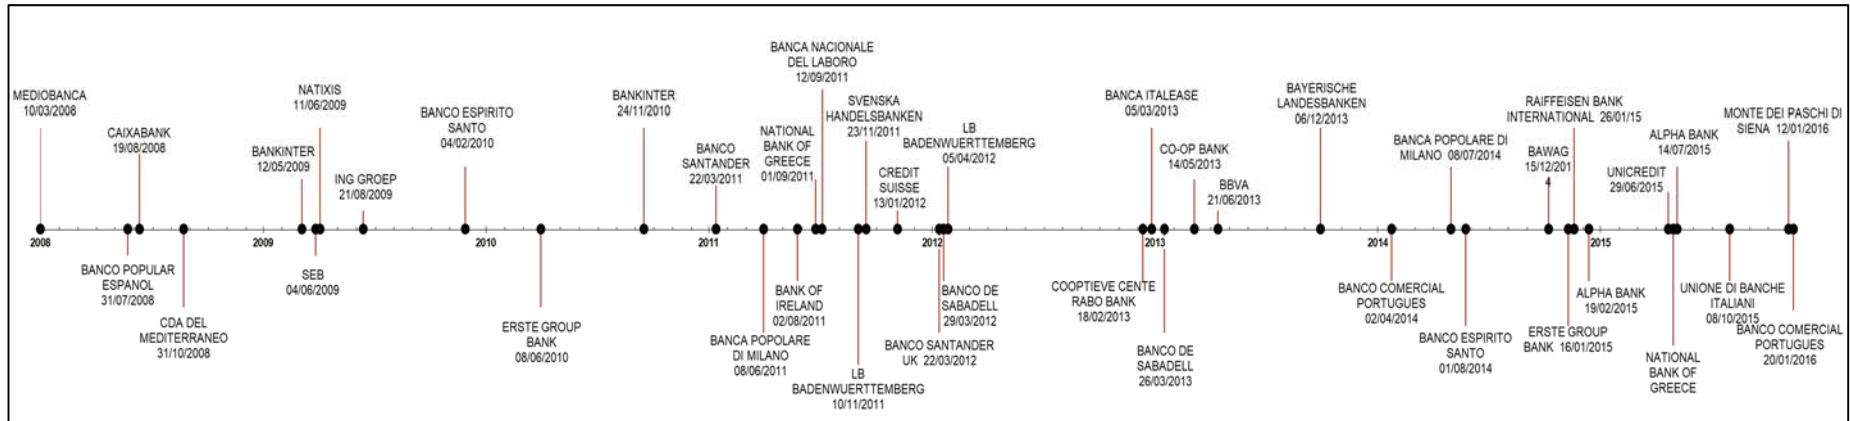 MEDIOBANCA
10/03/2008
CAIXABANK
19/08/2008
BANKINTER
12/05/2009
NATIXIS
11/06/2009
ING GROEP
21/08/2009
BANCO ESPIRITO
SANTO
04/02/2010
BANKINTER
24/11/2010
BANCO
SANTANDER
22/03/2011
NATIONAL
BANK OF
GREECE
01/09/2011
BANCA NACIONALE
DEL LABORO
12/09/2011
SVENSKA
HANDELSBANKEN
23/11/2011
CREDIT
SUISSE
13/01/2012
LB
BADENWUERTTEMBERG
05/04/2012
BANCA ITALEASE
05/03/2013
CO-OP BANK
14/05/2013
BBVA
21/06/2013
BAYERISCHE
LANDESBANKEN
06/12/2013
BANCA POPOLARE DI
MILANO 08/07/2014
BAWAG
15/12/201
4
RAIFFEISEN BANK
INTERNATIONAL 26/01/15
UNICREDIT
29/06/2015
ALPHA BANK
14/07/2015
MONTE DEI PASCHI DI
SIENA 12/01/2016
2008 2009 2010 2011 2012 2013 2014 2015
BANCO POPULAR
ESPANOL
31/07/2008
CDA DEL
MEDITERRANEO
31/10/2008
SEB
04/06/2009
ERSTE GROUP
BANK
08/06/2010
BANCA POPOLARE
DI MILANO
08/06/2011
BANK OF
IRELAND
02/08/2011
LB
BADENWUERTTEMBERG
10/11/2011
BANCO SANTANDER
UK 22/03/2012
BANCO DE
SABADELL
29/03/2012
COOPTIEVE CENTE
RABO BANK
18/02/2013
BANCO DE
SABADELL
26/03/2013
BANCO COMERCIAL
PORTUGUES
02/04/2014
BANCO ESPIRITO
SANTO
01/08/2014
ERSTE GROUP
BANK 16/01/2015
ALPHA BANK
19/02/2015
NATIONAL
BANK OF
GREECE
UNIONE DI BANCHE
ITALIANI
08/10/2015
BANCO COMERCIAL
PORTUGUES
20/01/2016